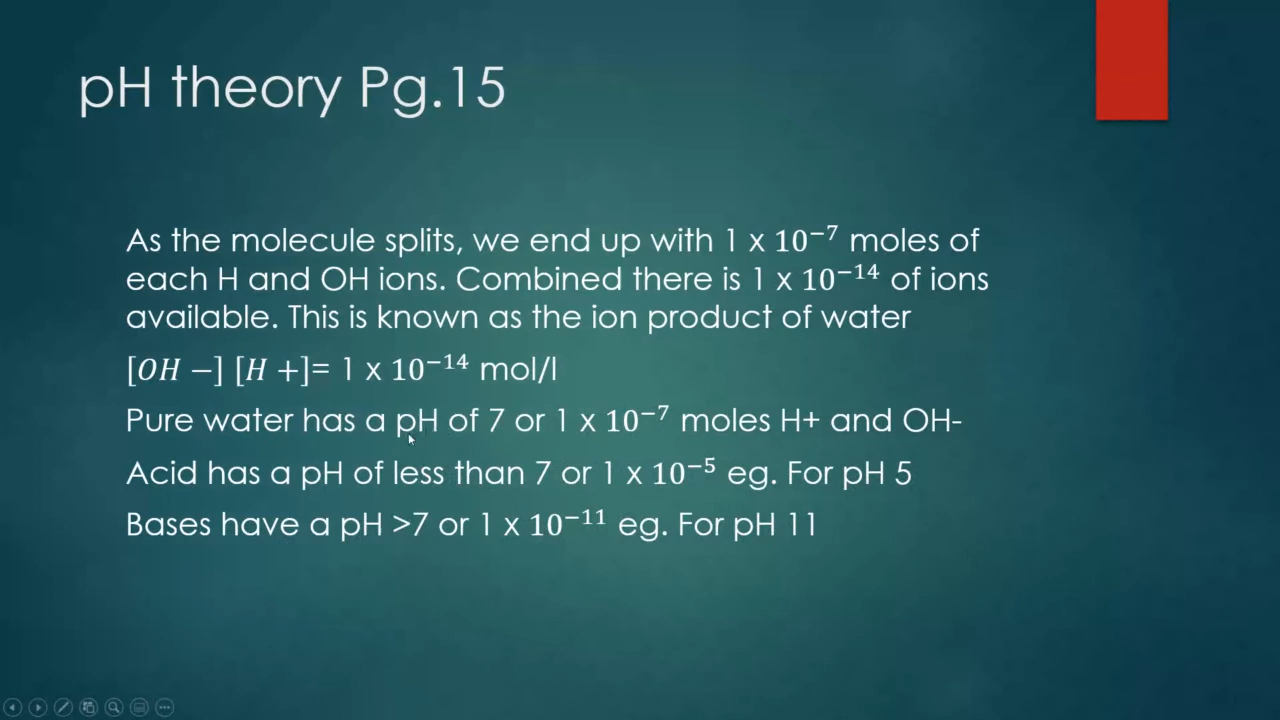 pH theory Pg.15
As the molecule splits, we end up with 1 x 10⁻⁷ moles of
each H and OH ions. Combined there is 1 x 10⁻¹⁴ of ions
available. This is known as the ion product of water
[OH −] [H +]= 1 x 10⁻¹⁴ mol/l
Pure water has a pH of 7 or 1 x 10⁻⁷ moles H+ and OH-
Acid has a pH of less than 7 or 1 x 10⁻⁵ eg. For pH 5
Bases have a pH >7 or 1 x 10⁻¹¹ eg. For pH 11